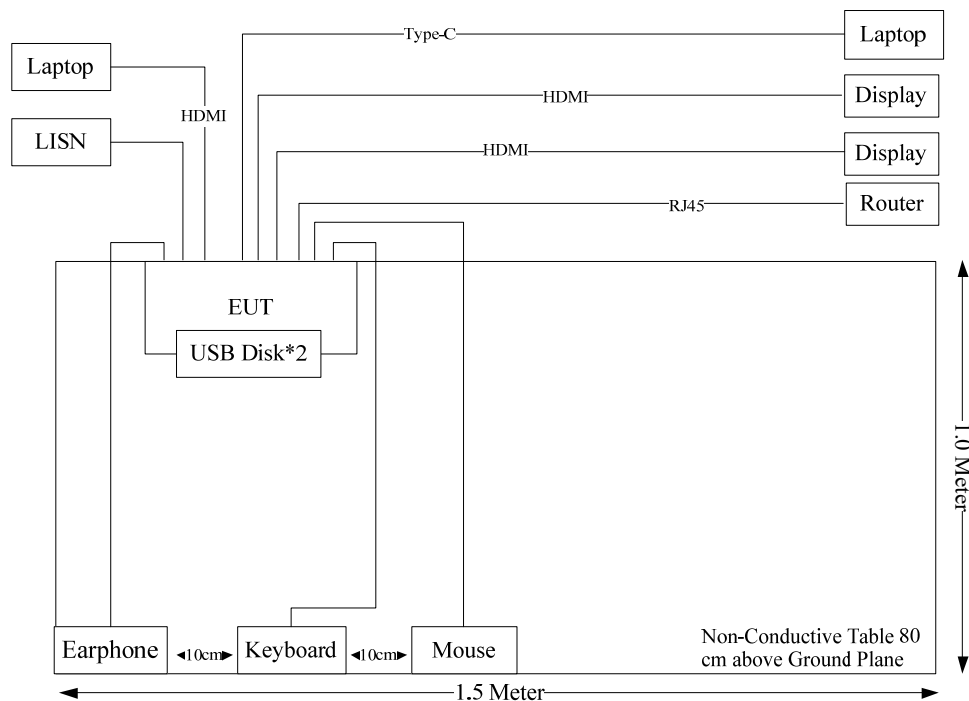 Type-C
Laptop
Laptop
HDMI
Display
HDMI
LISN
HDMI
Display
RJ45
Router
EUT
USB Disk*2
1.0 Meter
Earphone
10cm
Keyboard
10cm
Mouse
Non-Conductive Table 80
cm above Ground Plane
1.5 Meter